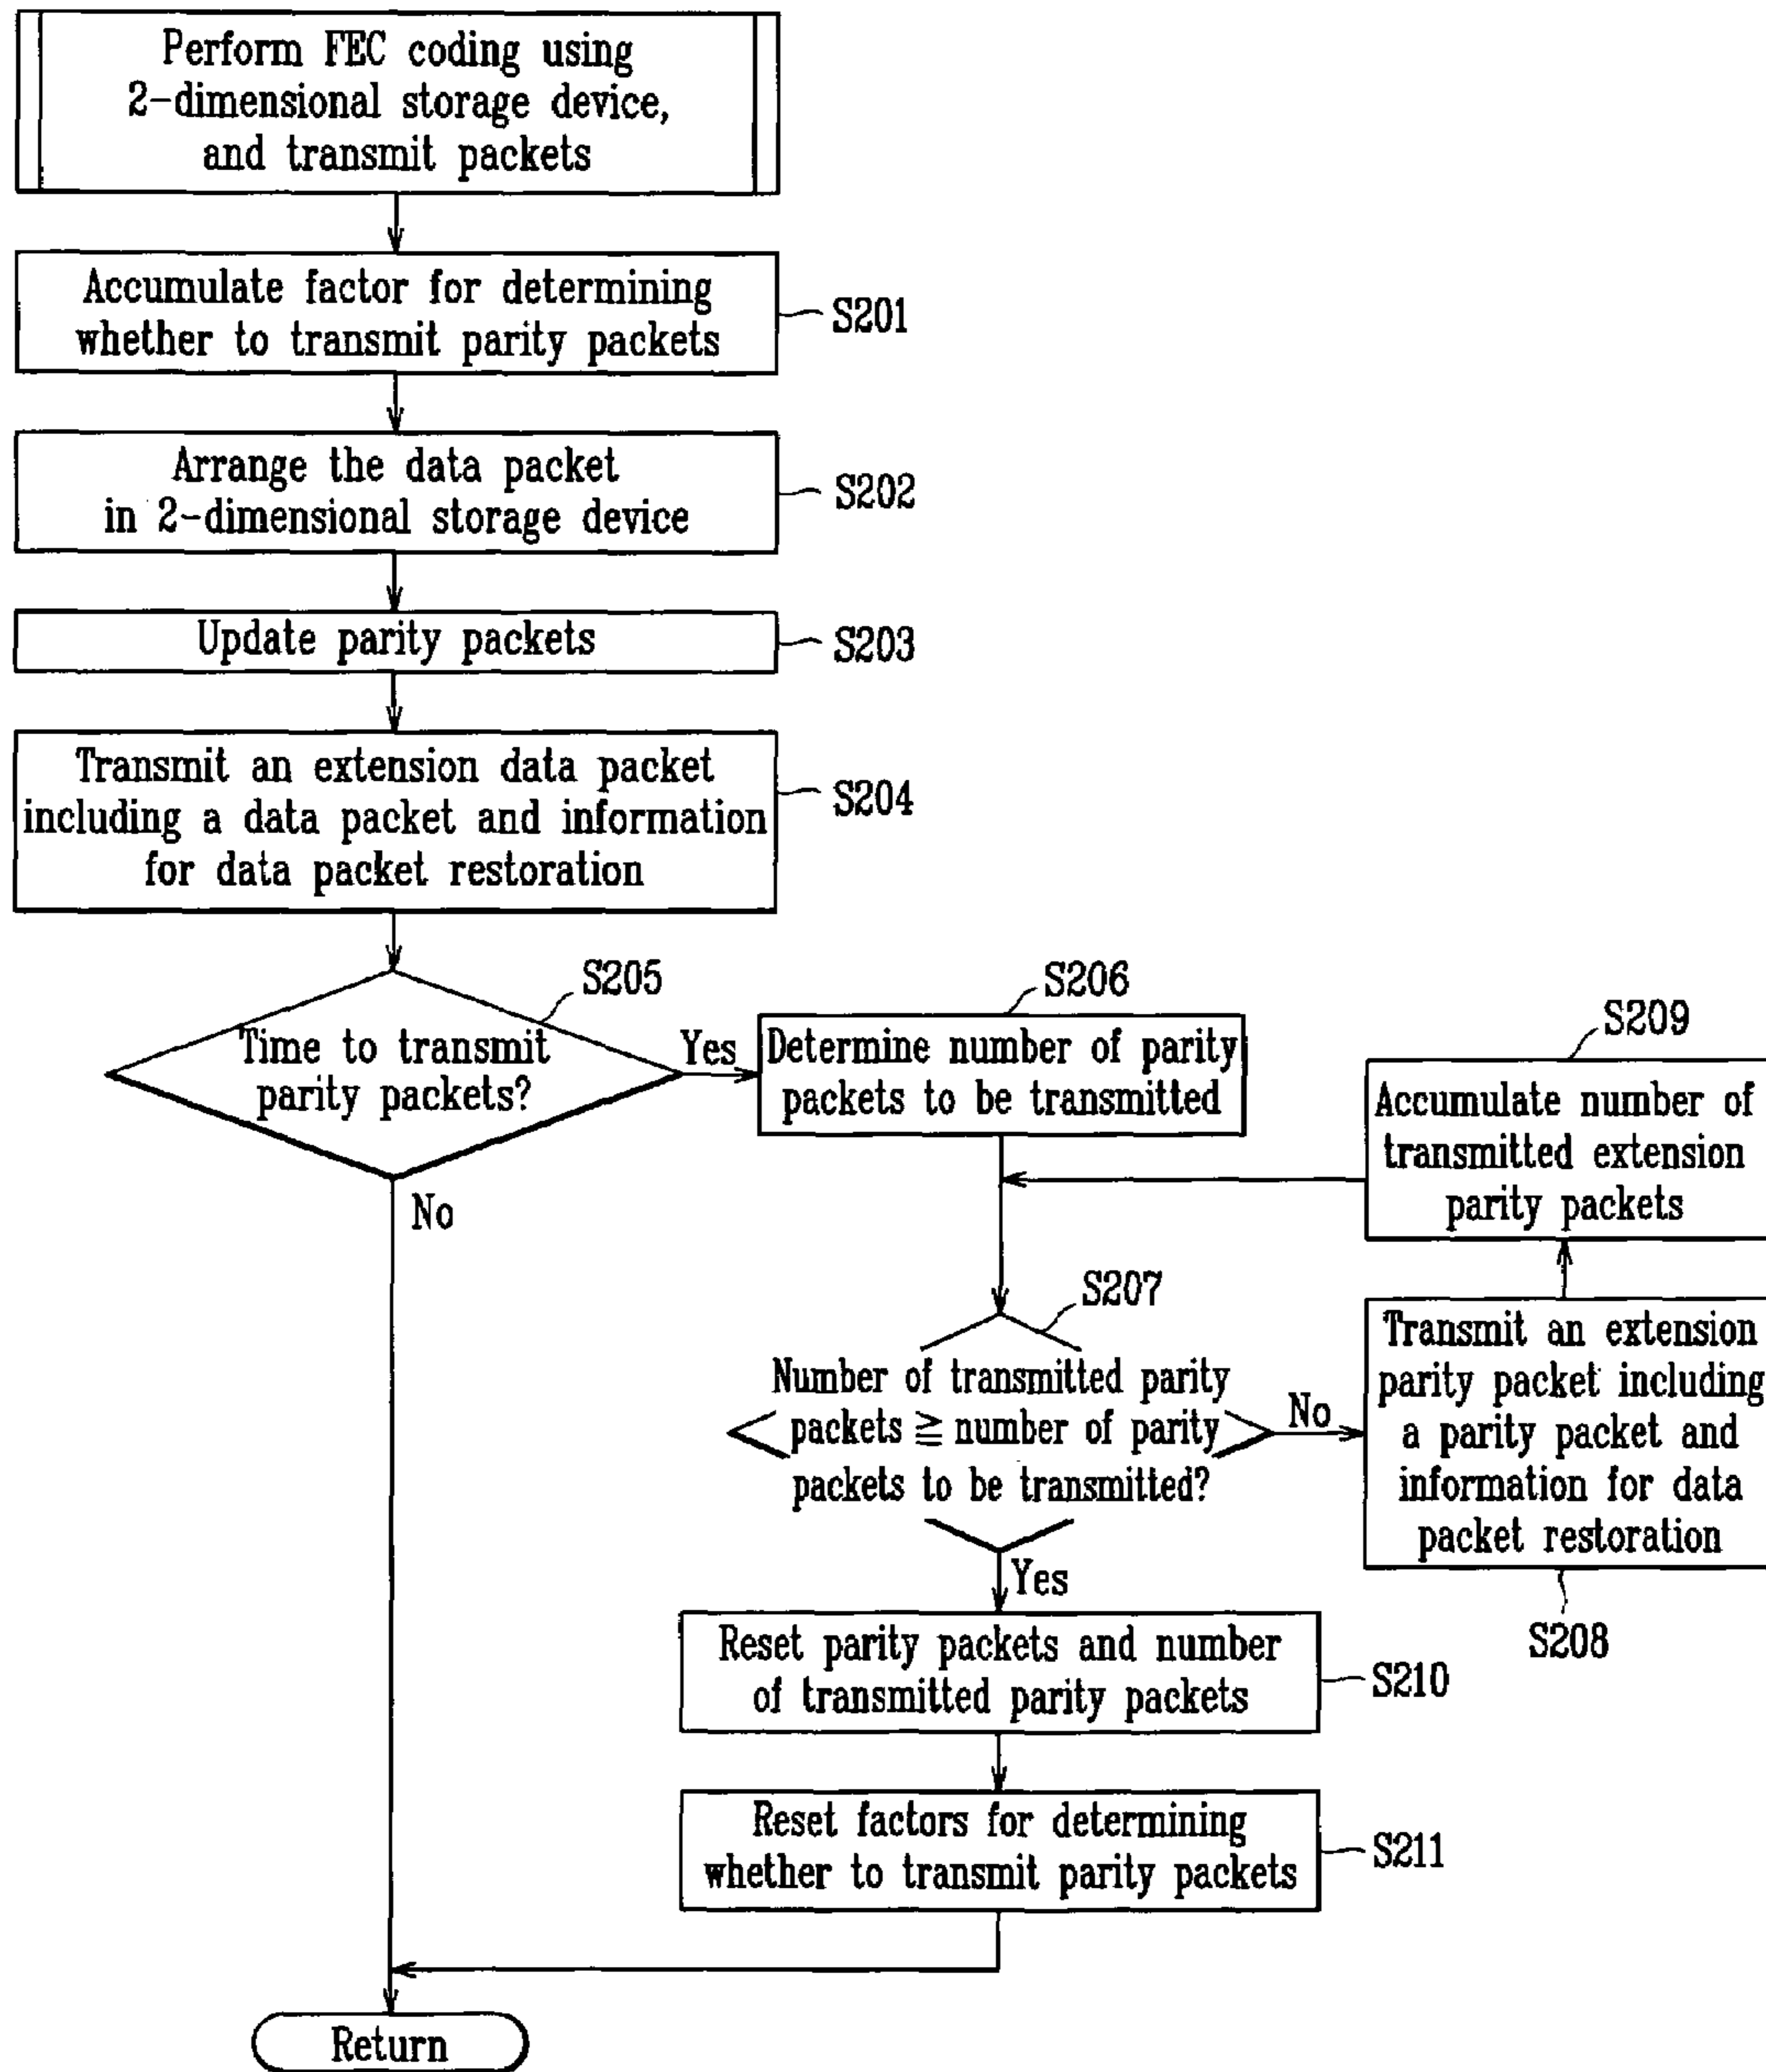 Perform FEC coding using
2-dimensional storage device,
and transmit packets
Accumulate factor for determining
whether to transmit parity packets
S201
Arrange the data packet
in 2-dimensional storage device
S202
Update parity packets
S203
Transmit an extension data packet
including a data packet and information
for data packet restoration
S204
S205
Time to transmit
parity packets?
Yes
No
S206
Determine number of parity
packets to be transmitted
S209
Accumulate number of
transmitted extension
parity packets
S207
Number of transmitted parity
packets ≧ number of parity
packets to be transmitted?
No
Yes
Transmit an extension
parity packet including
a parity packet and
information for data
packet restoration
S208
Reset parity packets and number
of transmitted parity packets
S210
Reset factors for determining
whether to transmit parity packets
S211
Return